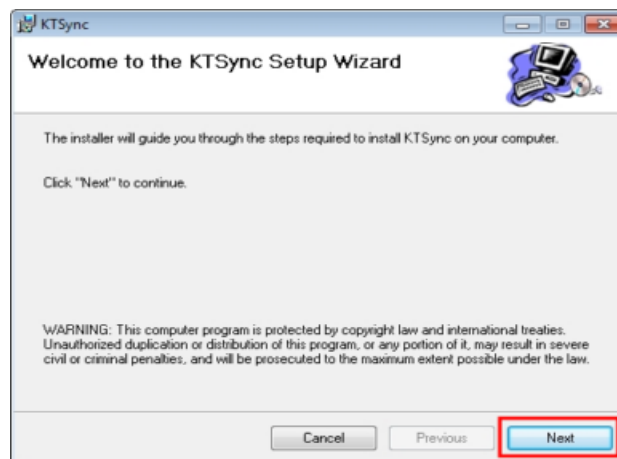 KTSync
Welcome to the KTSync Setup Wizard
The installer will guide you through the steps required to install KTSync on your computer.
Click "Next" to continue.
WARNING: This computer program is protected by copyright law and international treaties.
Unauthorized duplication or distribution of this program, or any portion of it, may result in severe
civil or criminal penalties, and will be prosecuted to the maximum extent possible under the law.
Cancel Previous Next